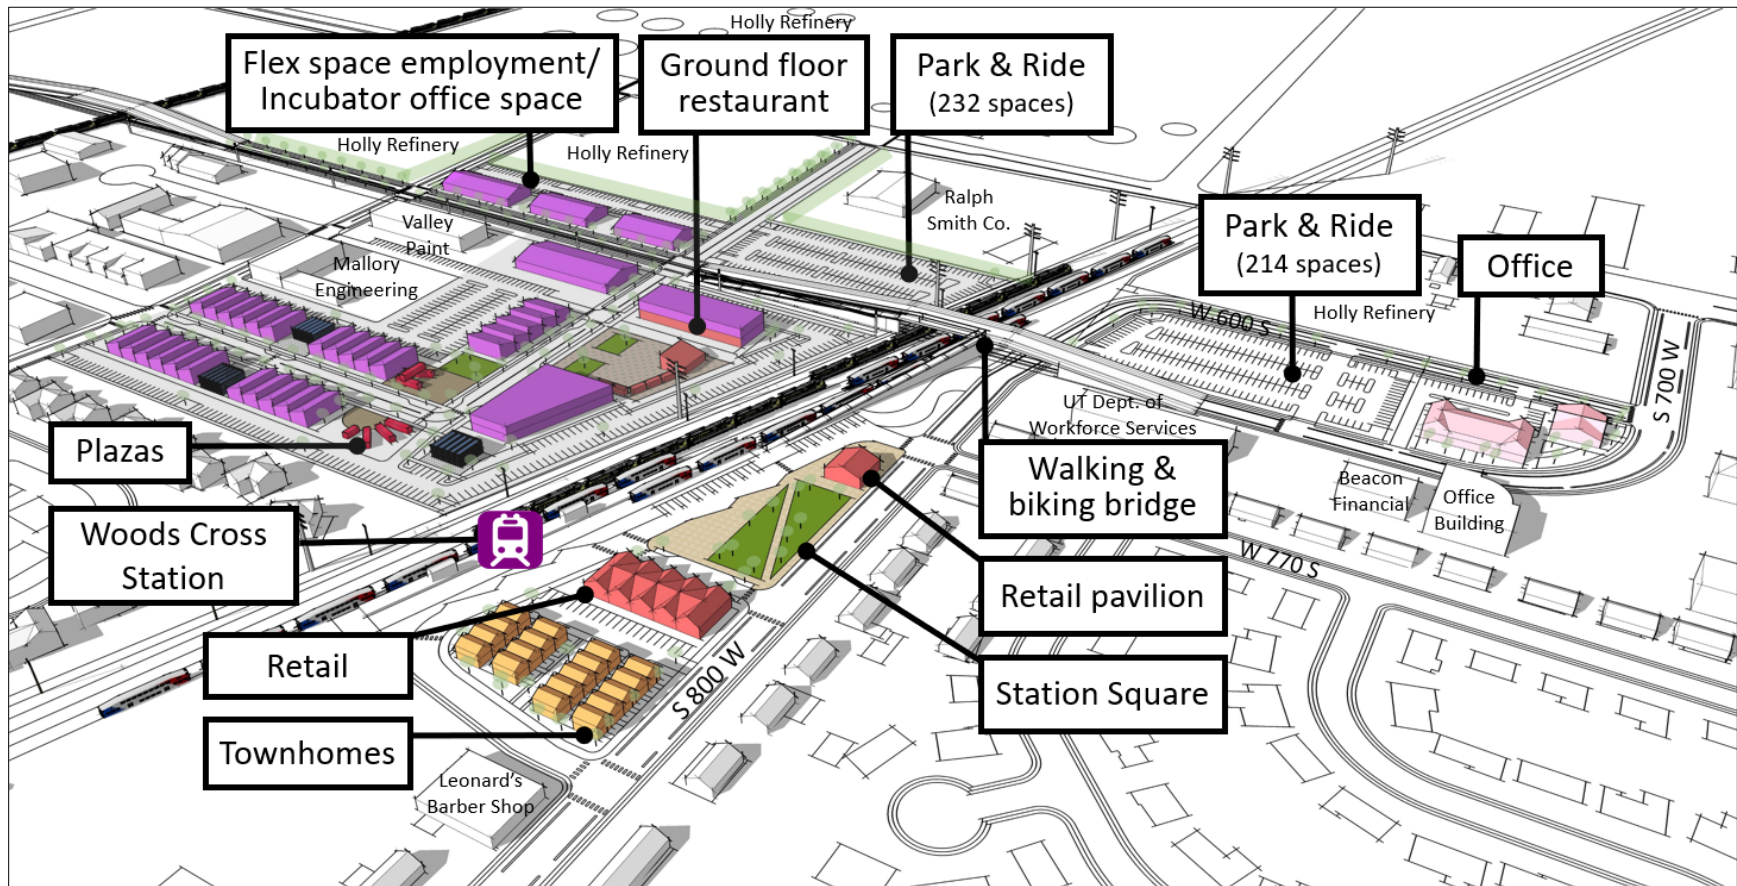 Holly Refinery
Flex space employment/
Incubator office space
Ground floor
restaurant
Park & Ride
(232 spaces)
Holly Refinery
Holly Refinery
Ralph
Smith Co.
Valley
Paint
Mallory
Engineering
Park & Ride
(214 spaces)
Office
Holly Refinery
W 600 S
S 700 W
UT Dept. of
Workforce Services
Plazas
Walking &
biking bridge
Beacon
Financial
Office
Building
Woods Cross
Station
W 770 S
Retail pavilion
Retail
S 800 W
Station Square
Townhomes
Leonard's
Barber Shop